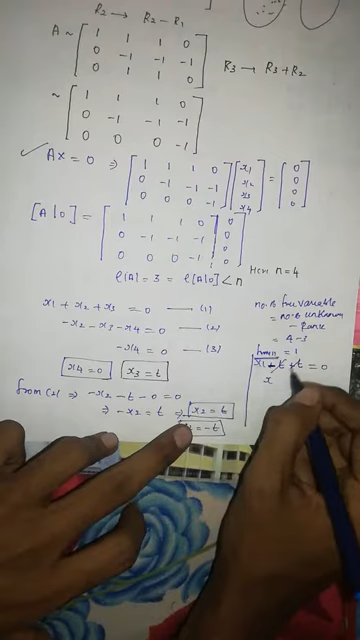 R2 → R2 - R1
A ~ [ 1 1 1 0
0 -1 -1 -1
0 1 1 0 ] R3 → R3 + R2
~ [ 1 1 1 0
0 -1 -1 -1
0 0 0 -1 ]
✓ AX = 0 ⇒ [ 1 1 1 0
0 -1 -1 -1
0 0 0 -1 ] [ x1
x2
x3
x4 ] = [ 0
0
0
0 ]
[A|0] = [ 1 1 1 0 | 0
0 -1 -1 -1 | 0
0 0 0 -1 | 0 ]
ρ(A) = 3 = ρ[A|0] < n Here n = 4
x1 + x2 + x3 = 0 — (1)
-x2 - x3 - x4 = 0 — (2)
-x4 = 0 — (3)
x4 = 0 x3 = t
from (2) ⇒ -x2 - t - 0 = 0
⇒ -x2 = t ⇒ x2 = t
= -t
no. of free variable
= no. of unknown
- Rank
= 4 - 3
= 1
from
x1 - t + t = 0
x